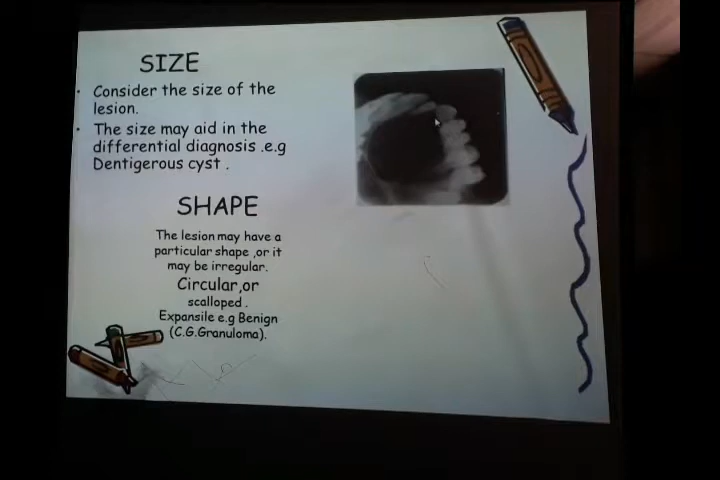 SIZE
• Consider the size of the
lesion.
• The size may aid in the
differential diagnosis .e.g
Dentigerous cyst .
SHAPE
The lesion may have a
particular shape ,or it
may be irregular.
Circular,or
scalloped .
Expansile e.g Benign
(C.G.Granuloma).